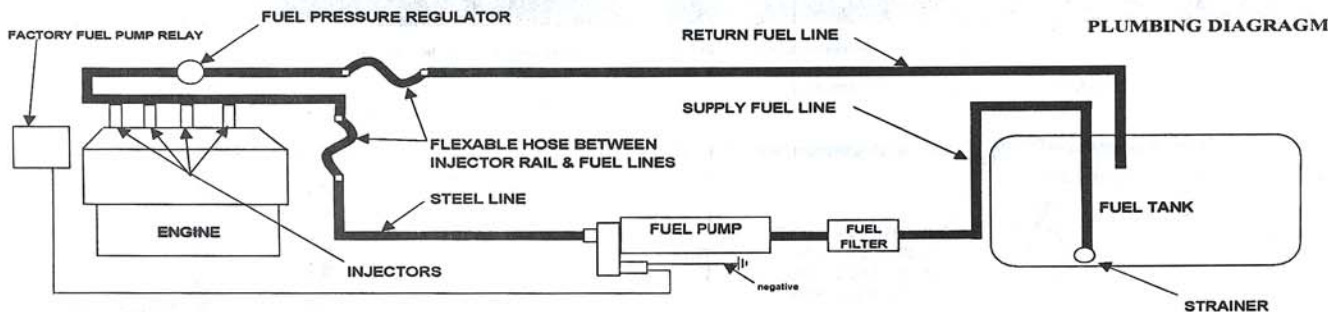 PLUMBING DIAGRAGM
FUEL PRESSURE REGULATOR
FACTORY FUEL PUMP RELAY
RETURN FUEL LINE
SUPPLY FUEL LINE
FLEXABLE HOSE BETWEEN
INJECTOR RAIL & FUEL LINES
STEEL LINE
ENGINE
INJECTORS
FUEL PUMP
FUEL
FILTER
negative
FUEL TANK
STRAINER